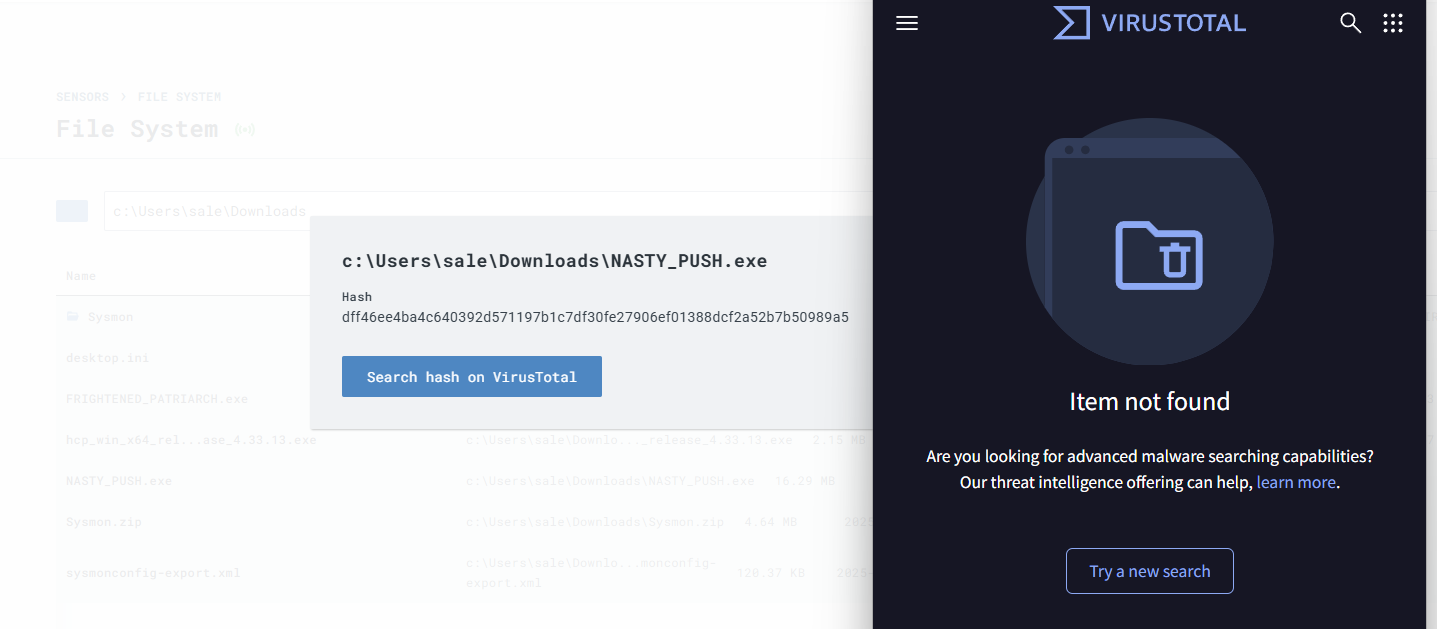 VIRUSTOTAL
SENSORS > FILE SYSTEM
File System
c:\Users\sale\Downloads
c:\Users\sale\Downloads\NASTY_PUSH.exe
Hash
dff46ee4ba4c640392d571197b1c7df30fe27906ef01388dcf2a52b7b50989a5
Search hash on VirusTotal
Name
Sysmon
desktop.ini
FRIGHTENED_PATRIARCH.exe
hcp_win_x64_rel...ase_4.33.13.exe c:\Users\sale\Downlo..._release_4.33.13.exe 2.15 MB
NASTY_PUSH.exe c:\Users\sale\Downloads\NASTY_PUSH.exe 16.29 MB
Sysmon.zip c:\Users\sale\Downloads\Sysmon.zip 4.64 MB
sysmonconfig-export.xml c:\Users\sale\Downlo...monconfig-
export.xml 120.37 KB 2025
Item not found
Are you looking for advanced malware searching capabilities?
Our threat intelligence offering can help, learn more.
Try a new search